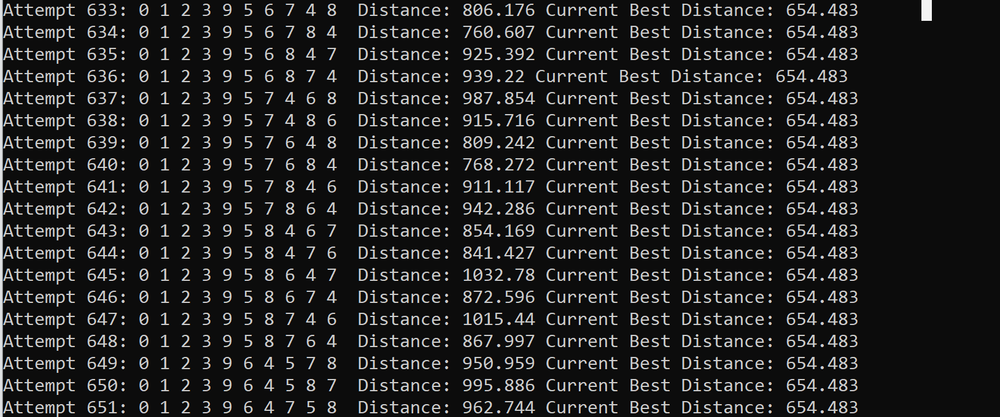 Attempt 633: 0 1 2 3 9 5 6 7 4 8  Distance: 806.176 Current Best Distance: 654.483
Attempt 634: 0 1 2 3 9 5 6 7 8 4  Distance: 760.607 Current Best Distance: 654.483
Attempt 635: 0 1 2 3 9 5 6 8 4 7  Distance: 925.392 Current Best Distance: 654.483
Attempt 636: 0 1 2 3 9 5 6 8 7 4  Distance: 939.22 Current Best Distance: 654.483
Attempt 637: 0 1 2 3 9 5 7 4 6 8  Distance: 987.854 Current Best Distance: 654.483
Attempt 638: 0 1 2 3 9 5 7 4 8 6  Distance: 915.716 Current Best Distance: 654.483
Attempt 639: 0 1 2 3 9 5 7 6 4 8  Distance: 809.242 Current Best Distance: 654.483
Attempt 640: 0 1 2 3 9 5 7 6 8 4  Distance: 768.272 Current Best Distance: 654.483
Attempt 641: 0 1 2 3 9 5 7 8 4 6  Distance: 911.117 Current Best Distance: 654.483
Attempt 642: 0 1 2 3 9 5 7 8 6 4  Distance: 942.286 Current Best Distance: 654.483
Attempt 643: 0 1 2 3 9 5 8 4 6 7  Distance: 854.169 Current Best Distance: 654.483
Attempt 644: 0 1 2 3 9 5 8 4 7 6  Distance: 841.427 Current Best Distance: 654.483
Attempt 645: 0 1 2 3 9 5 8 6 4 7  Distance: 1032.78 Current Best Distance: 654.483
Attempt 646: 0 1 2 3 9 5 8 6 7 4  Distance: 872.596 Current Best Distance: 654.483
Attempt 647: 0 1 2 3 9 5 8 7 4 6  Distance: 1015.44 Current Best Distance: 654.483
Attempt 648: 0 1 2 3 9 5 8 7 6 4  Distance: 867.997 Current Best Distance: 654.483
Attempt 649: 0 1 2 3 9 6 4 5 7 8  Distance: 950.959 Current Best Distance: 654.483
Attempt 650: 0 1 2 3 9 6 4 5 8 7  Distance: 995.886 Current Best Distance: 654.483
Attempt 651: 0 1 2 3 9 6 4 7 5 8  Distance: 962.744 Current Best Distance: 654.483